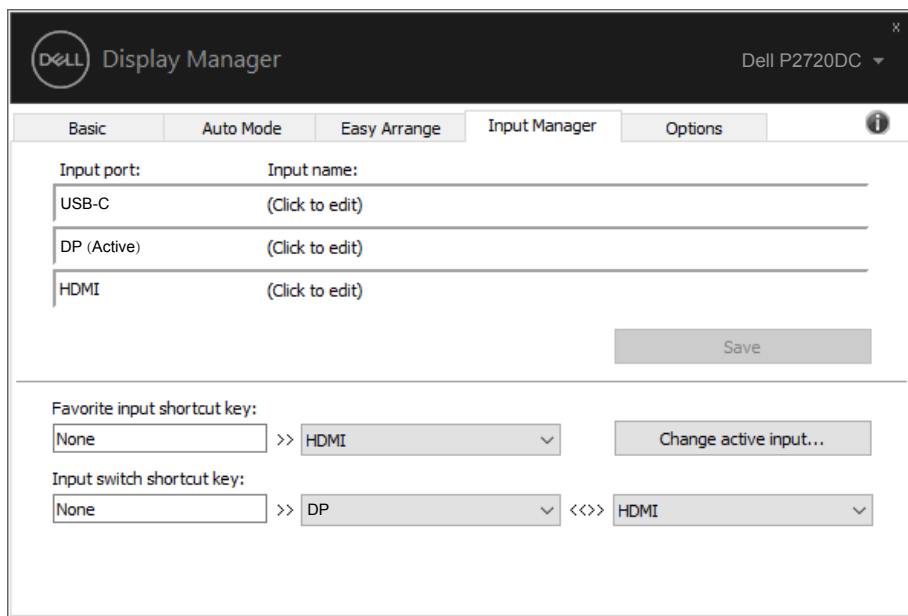 x
DELL Display Manager Dell P2720DC
Basic Auto Mode Easy Arrange Input Manager Options i
Input port: Input name:
USB-C (Click to edit)
DP (Active) (Click to edit)
HDMI (Click to edit)
Save
Favorite input shortcut key:
None >> HDMI Change active input...
Input switch shortcut key:
None >> DP <<>> HDMI